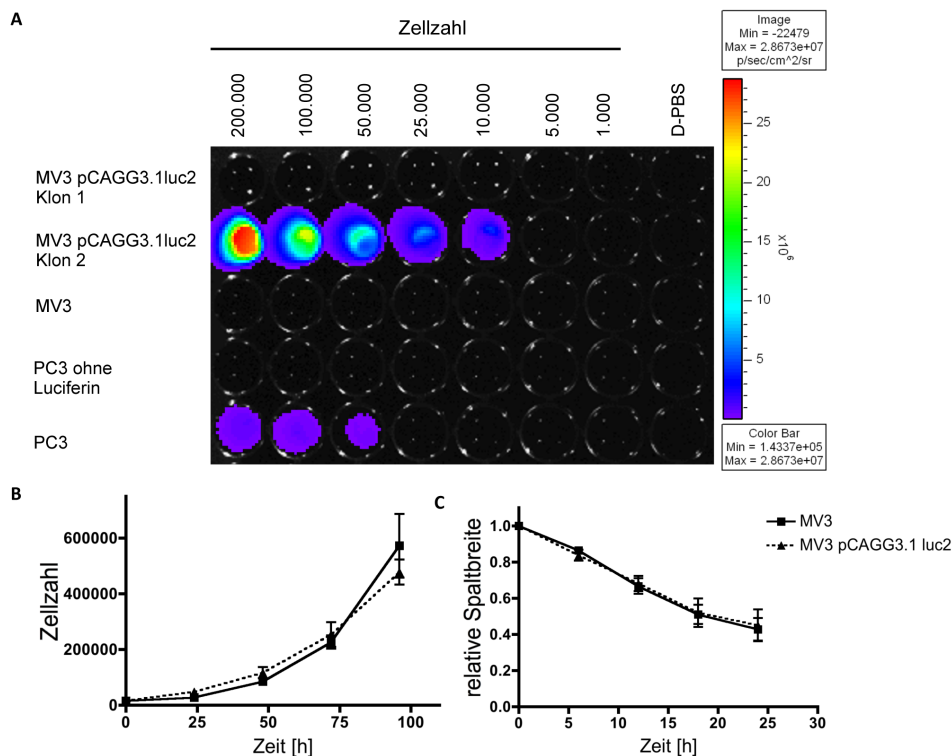 A
Zellzahl
200.000
100.000
50.000
25.000
10.000
5.000
1.000
D-PBS
Image
Min = -22479
Max = 2.8673e+07
p/sec/cm^2/sr
MV3 pCAGG3.1luc2
Klon 1
MV3 pCAGG3.1luc2
Klon 2
MV3
PC3 ohne
Luciferin
PC3
25
20
15
10
5
x10⁶
Color Bar
Min = 1.4337e+05
Max = 2.8673e+07
B
Zellzahl
600000
400000
200000
0
0
25
50
75
100
Zeit [h]
C
relative Spaltbreite
1.0
0.8
0.6
0.4
0.2
0.0
0
5
10
15
20
25
30
Zeit [h]
MV3
MV3 pCAGG3.1 luc2